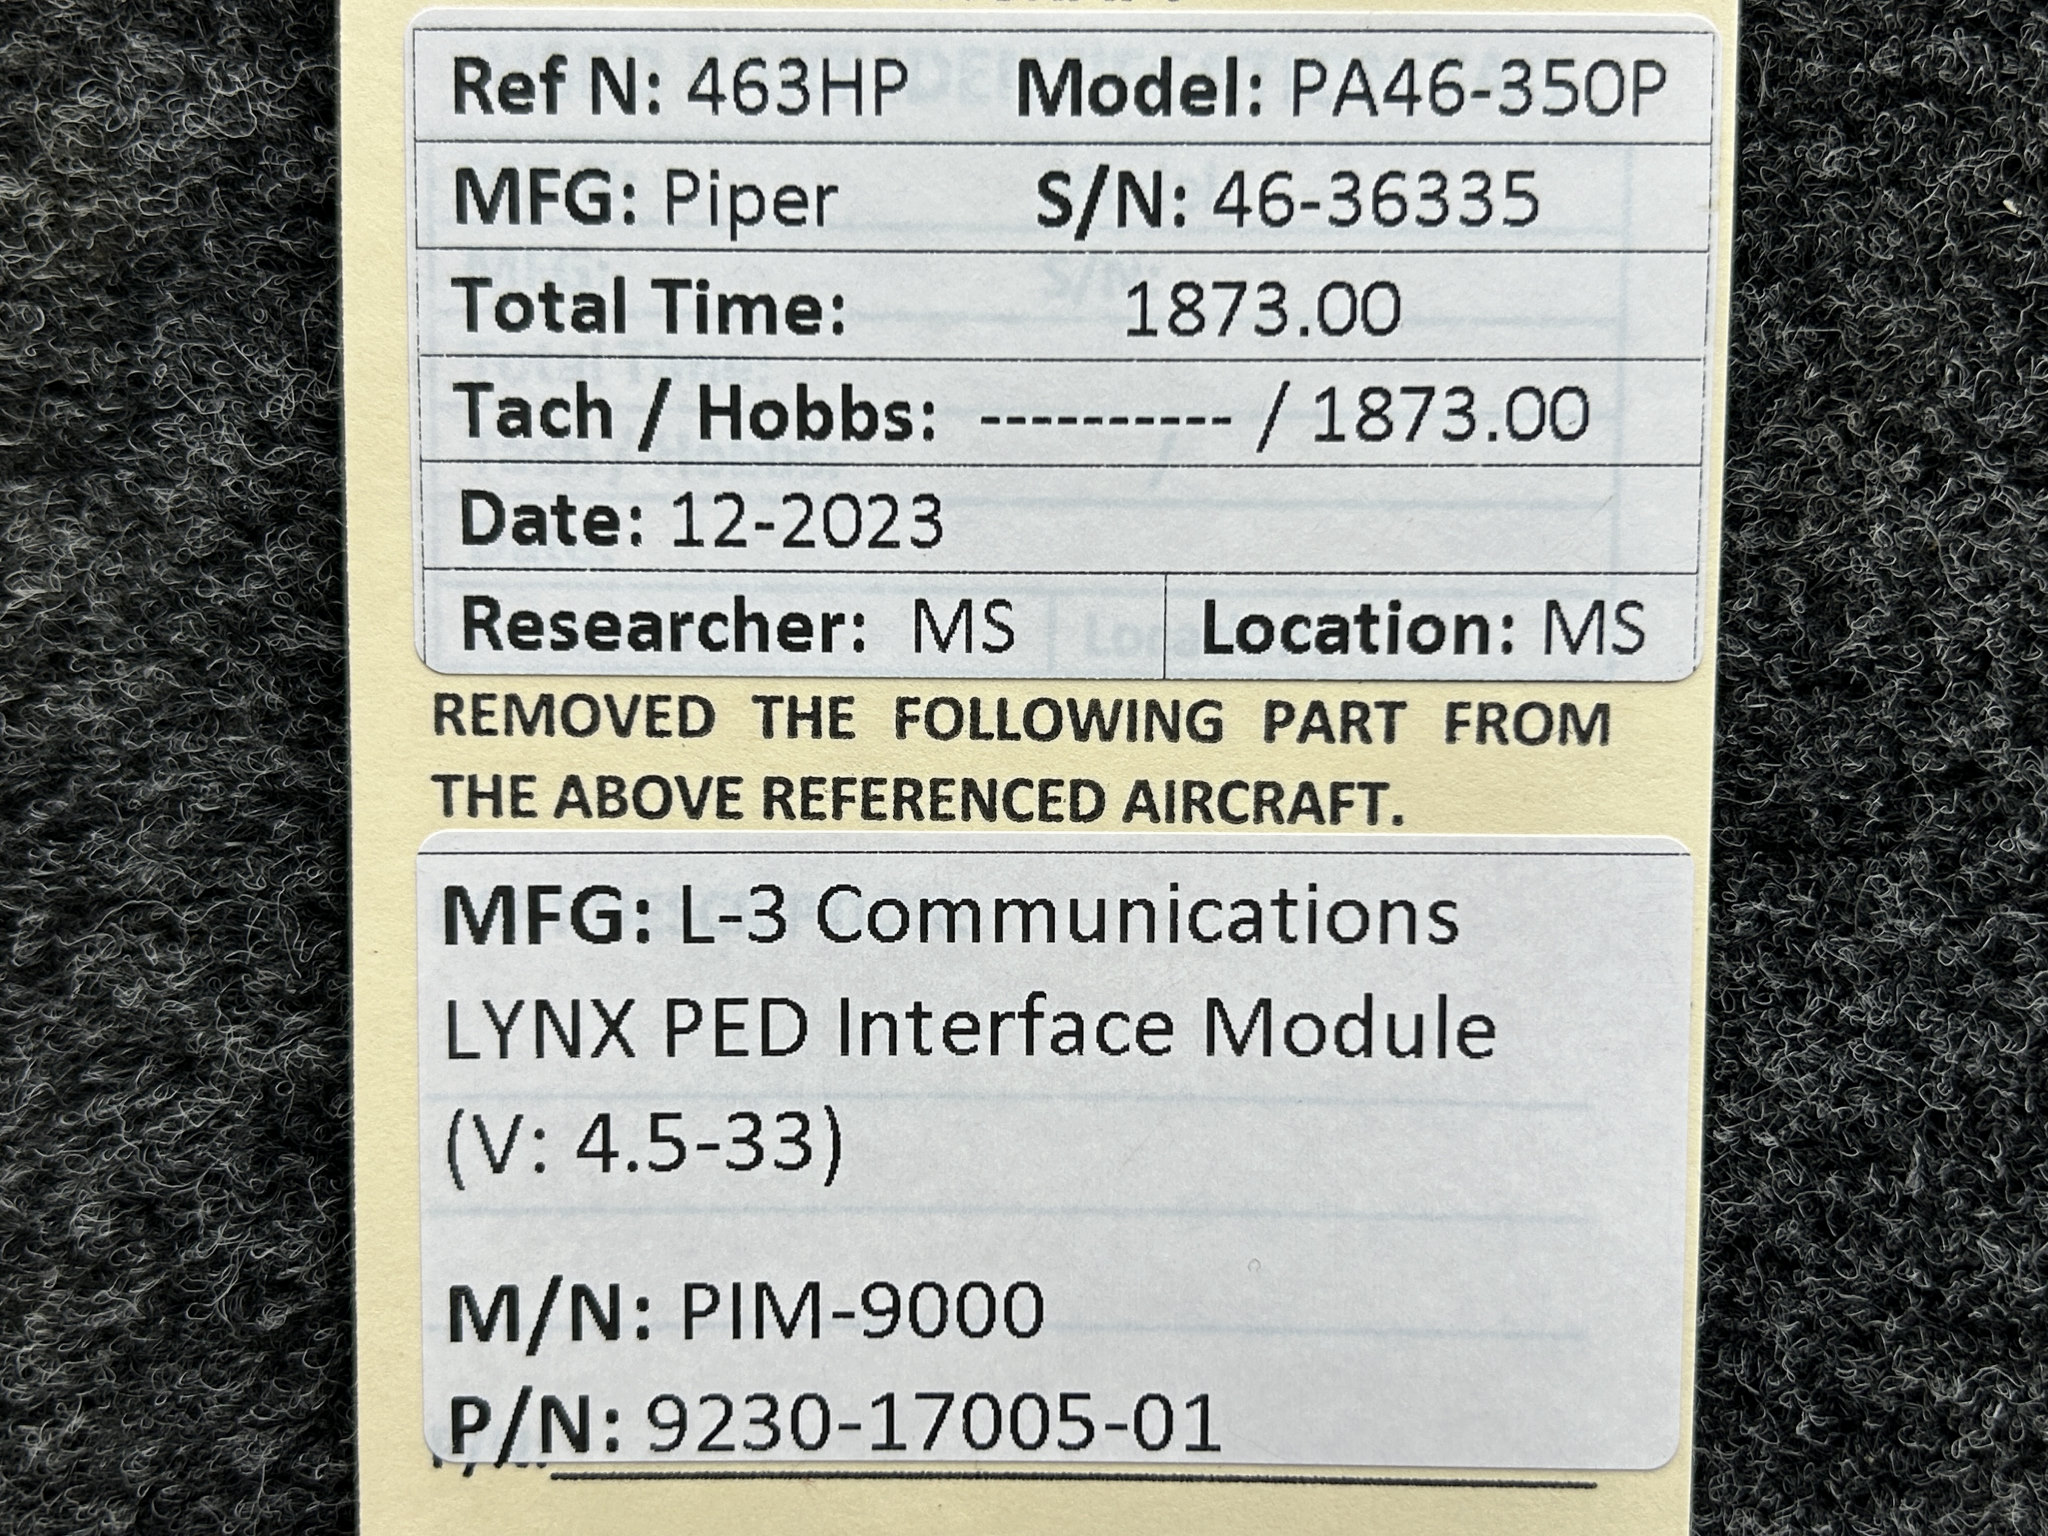 Ref N: 463HP Model: PA46-350P
MFG: Piper S/N: 46-36335
Total Time: 1873.00
Tach / Hobbs: ---------- / 1873.00
Date: 12-2023
Researcher: MS Location: MS
REMOVED THE FOLLOWING PART FROM
THE ABOVE REFERENCED AIRCRAFT.
MFG: L-3 Communications
LYNX PED Interface Module
(V: 4.5-33)
M/N: PIM-9000
P/N: 9230-17005-01